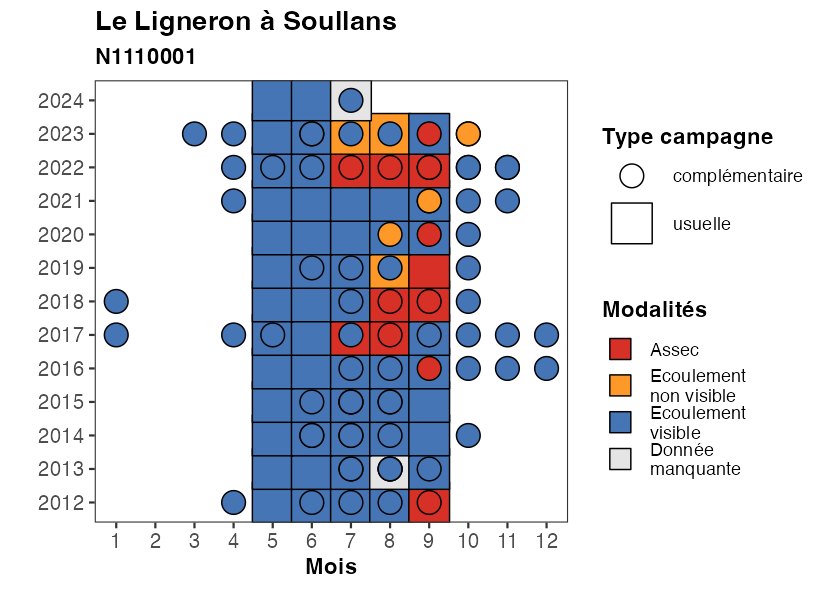 Le Ligneron à Soullans
N1110001
2024
2023
2022
2021
2020
2019
2018
2017
2016
2015
2014
2013
2012
1 2 3 4 5 6 7 8 9 10 11 12
Mois
Type campagne
complémentaire
usuelle
Modalités
Assec
Ecoulement
non visible
Ecoulement
visible
Donnée
manquante